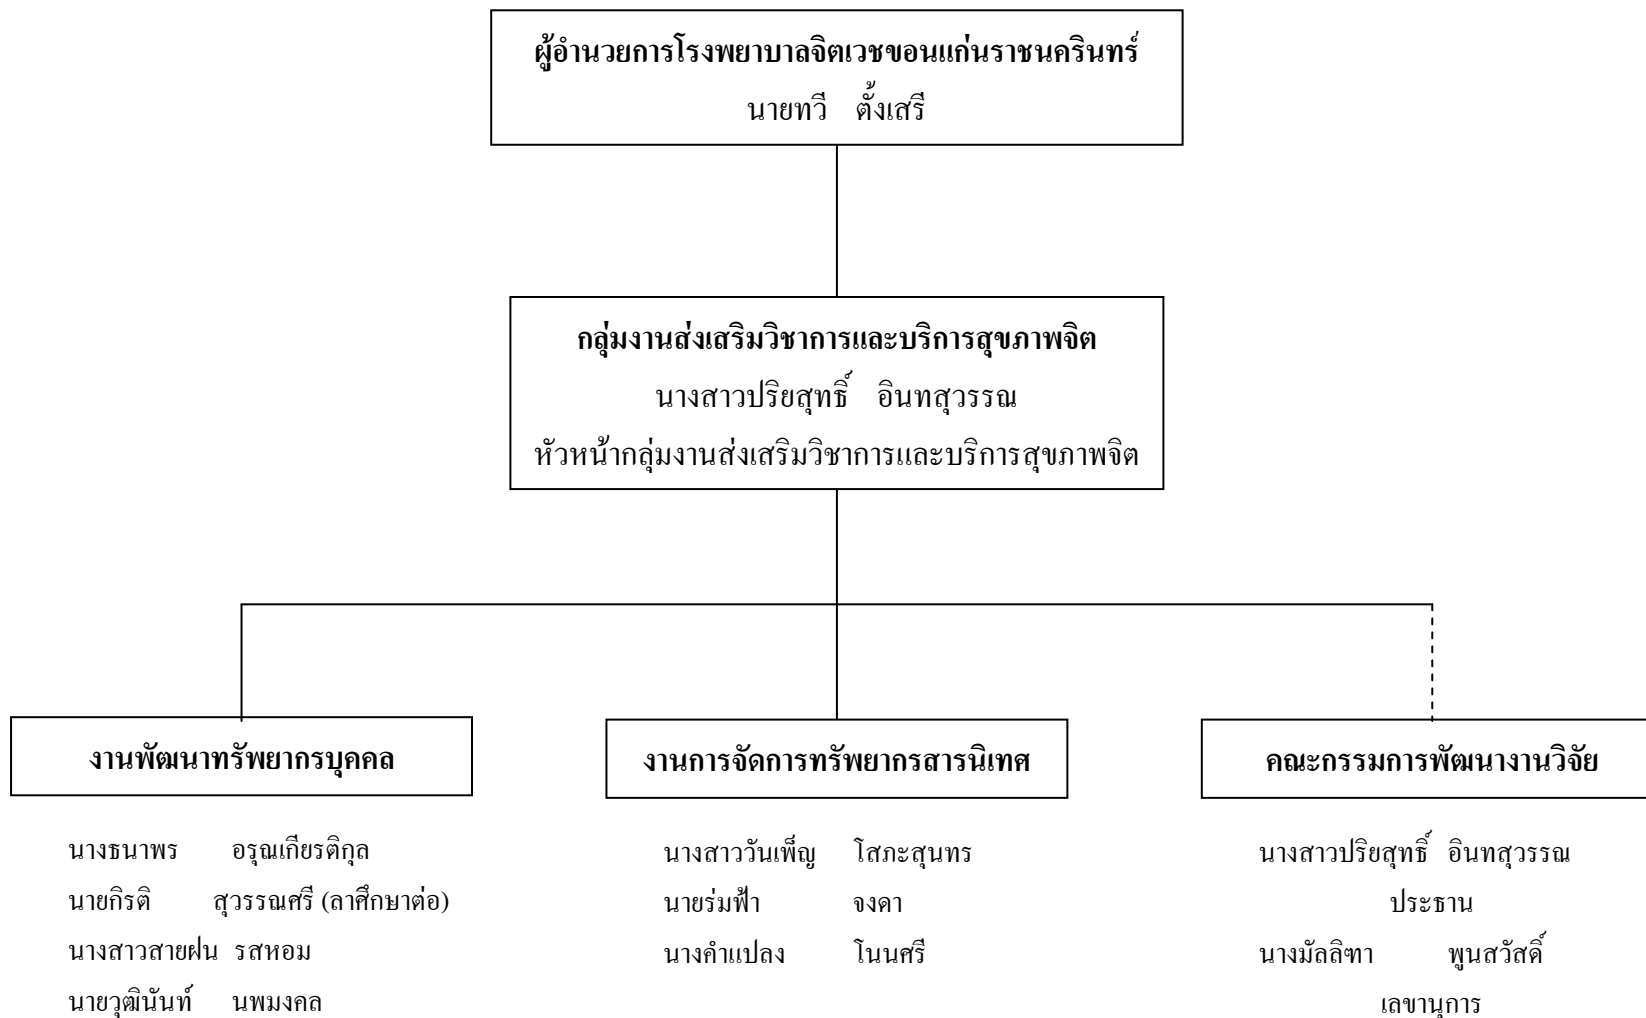 ผู้อำนวยการโรงพยาบาลจิตเวชขอนแก่นราชนครินทร์
นายทวี ตั้งเสรี
กลุ่มงานส่งเสริมวิชาการและบริการสุขภาพจิต
นางสาวปริยสุทธิ์ อินทสุวรรณ
หัวหน้ากลุ่มงานส่งเสริมวิชาการและบริการสุขภาพจิต
งานพัฒนาทรัพยากรบุคคล
นางธนาพร อรุณเกียรติกุล
นายกิรติ สุวรรณศรี (ลาศึกษาต่อ)
นางสาวสายฝน รสหอม
นายวุฒินันท์ นพมงคล
งานการจัดการทรัพยากรสารนิเทศ
นางสาววันเพ็ญ โสภะสุนทร
นายร่มฟ้า จงดา
นางคำแปลง โนนศรี
คณะกรรมการพัฒนางานวิจัย
นางสาวปริยสุทธิ์ อินทสุวรรณ
ประธาน
นางมัลลิฑา พูนสวัสดิ์
เลขานุการ